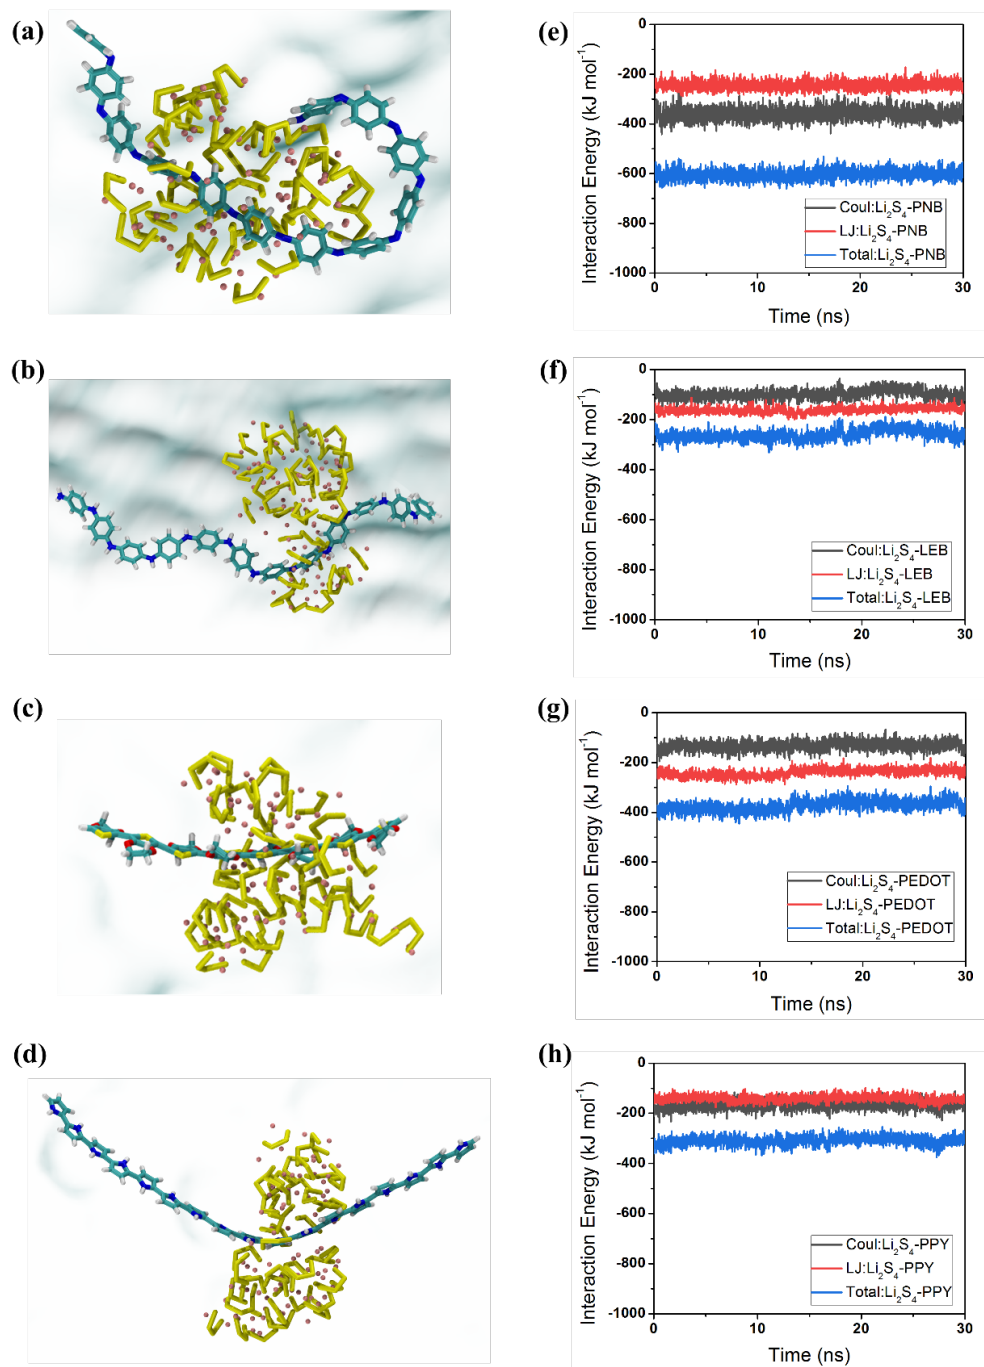 (a)
(e)
0
-200
-400
-600
-800
-1000
Interaction Energy (kJ mol⁻¹)
Coul:Li₂S₄-PNB
LJ:Li₂S₄-PNB
Total:Li₂S₄-PNB
0 10 20 30
Time (ns)
(b)
(f)
0
-200
-400
-600
-800
-1000
Interaction Energy (kJ mol⁻¹)
Coul:Li₂S₄-LEB
LJ:Li₂S₄-LEB
Total:Li₂S₄-LEB
0 10 20 30
Time (ns)
(c)
(g)
0
-200
-400
-600
-800
-1000
Interaction Energy (kJ mol⁻¹)
Coul:Li₂S₄-PEDOT
LJ:Li₂S₄-PEDOT
Total:Li₂S₄-PEDOT
0 10 20 30
Time (ns)
(d)
(h)
0
-200
-400
-600
-800
-1000
Interaction Energy (kJ mol⁻¹)
Coul:Li₂S₄-PPY
LJ:Li₂S₄-PPY
Total:Li₂S₄-PPY
0 10 20 30
Time (ns)